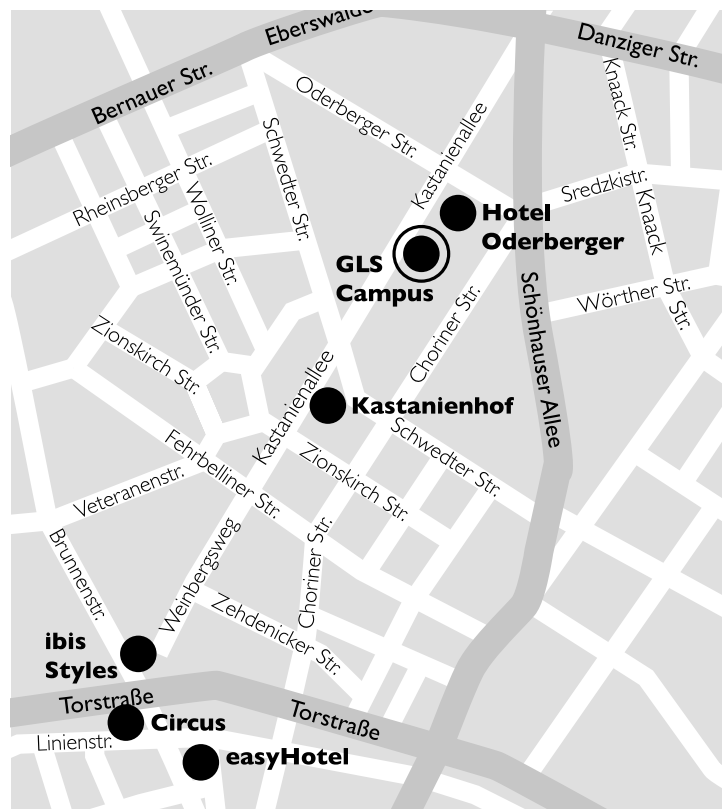 Eberswalde
Danziger Str.
Bernauer Str.
Oderberger Str.
Knaack Str.
Kastanienallee
Schwedter Str.
Rheinsberger Str.
Sredzkistr.
Wolliner Str.
Knaack
Str.
Hotel
Oderberger
Swinemünder Str.
GLS
Campus
Schönhauser Allee
Wörther Str.
Choriner Str.
Zionskirch Str.
Kastanienallee
Kastanienhof
Schwedter Str.
Fehrbelliner Str.
Zionskirch Str.
Veteranenstr.
Brunnenstr.
Weinbergsweg
Choriner Str.
Zehdenicker Str.
ibis
Styles
Torstraße
Torstraße
Circus
Linienstr.
easyHotel